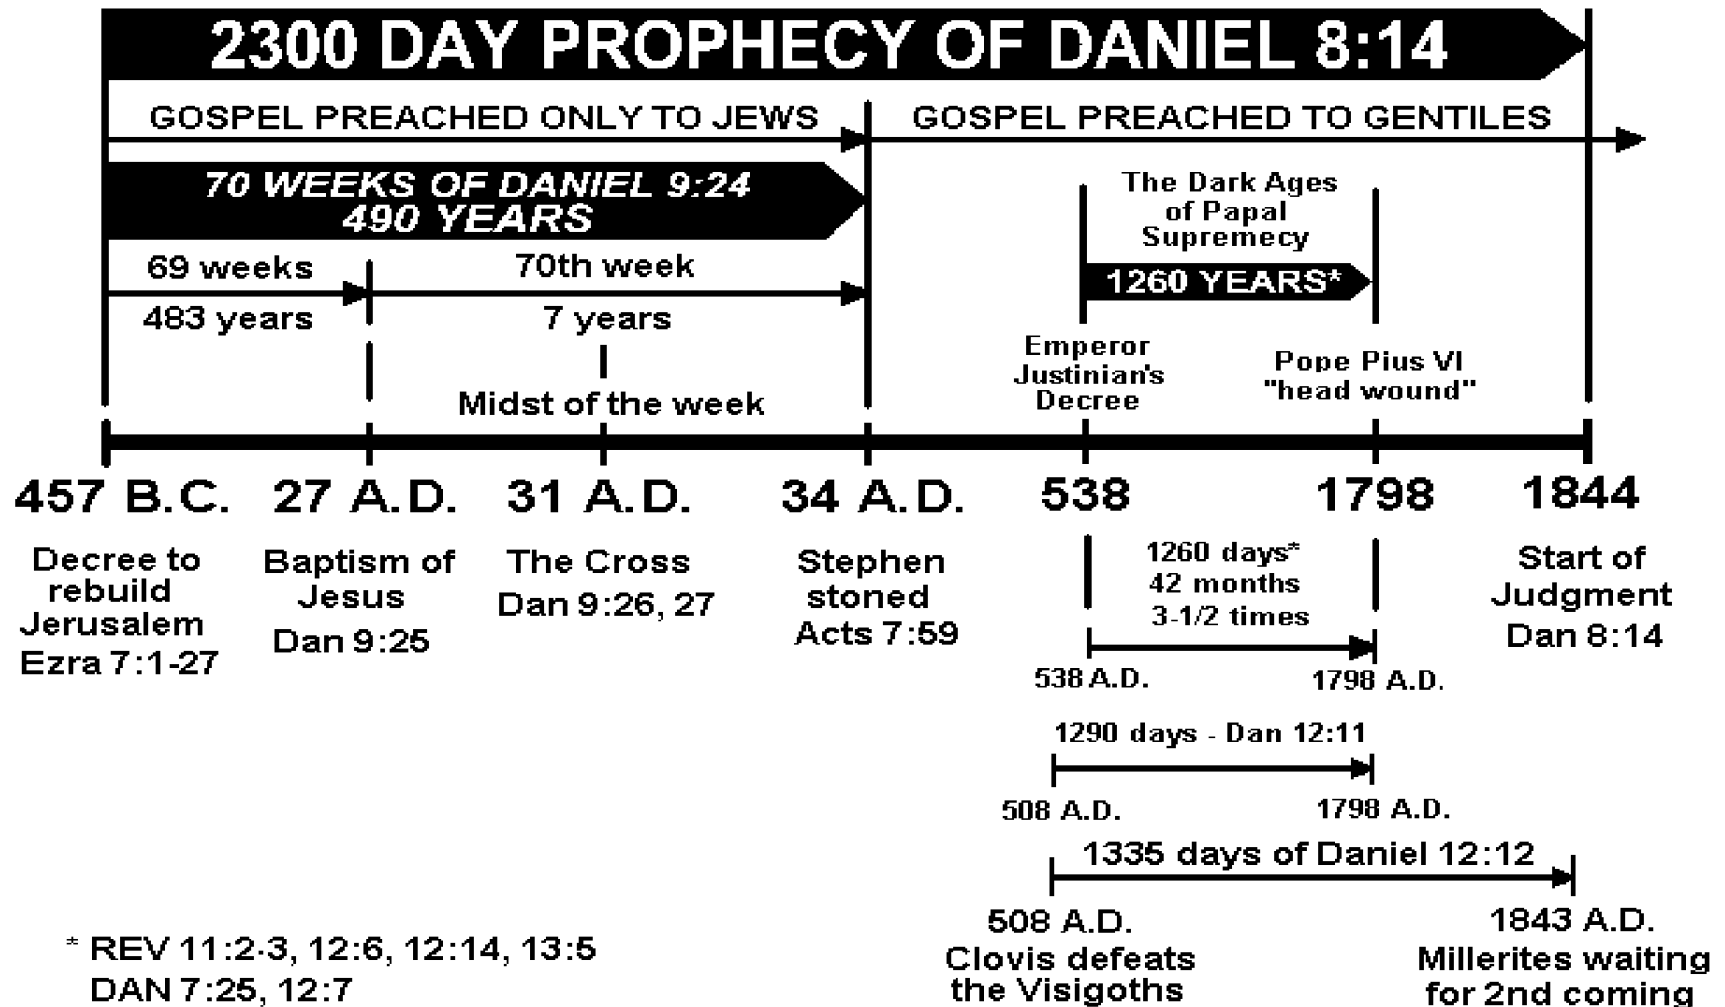 2300 DAY PROPHECY OF DANIEL 8:14
GOSPEL PREACHED ONLY TO JEWS
GOSPEL PREACHED TO GENTILES
70 WEEKS OF DANIEL 9:24
490 YEARS
69 weeks
483 years
70th week
7 years
Midst of the week
The Dark Ages
of Papal
Supremecy
1260 YEARS*
Emperor
Justinian's
Decree
Pope Pius VI
"head wound"
457 B.C.
Decree to
rebuild
Jerusalem
Ezra 7:1-27
27 A.D.
Baptism of
Jesus
Dan 9:25
31 A.D.
The Cross
Dan 9:26, 27
34 A.D.
Stephen
stoned
Acts 7:59
538
1798
1844
Start of
Judgment
Dan 8:14
1260 days*
42 months
3-1/2 times
538 A.D.
1798 A.D.
1290 days - Dan 12:11
508 A.D.
1798 A.D.
1335 days of Daniel 12:12
508 A.D.
Clovis defeats
the Visigoths
1843 A.D.
Millerites waiting
for 2nd coming
* REV 11:2-3, 12:6, 12:14, 13:5
DAN 7:25, 12:7